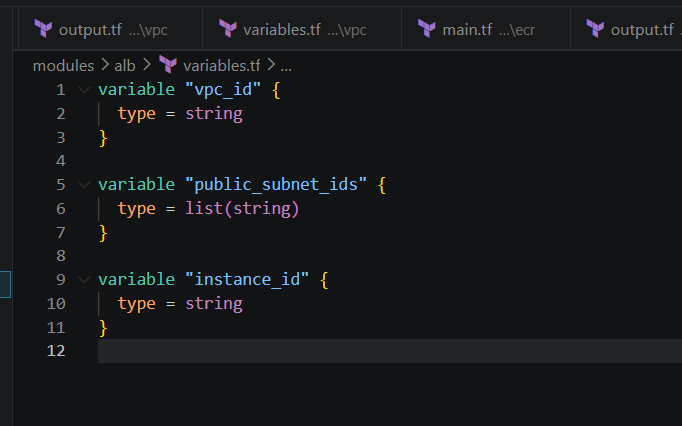 output.tf ...\vpc variables.tf ...\vpc main.tf ...\ecr output.tf
modules > alb > variables.tf > ...
1 variable "vpc_id" {
2 type = string
3 }
4
5 variable "public_subnet_ids" {
6 type = list(string)
7 }
8
9 variable "instance_id" {
10 type = string
11 }
12